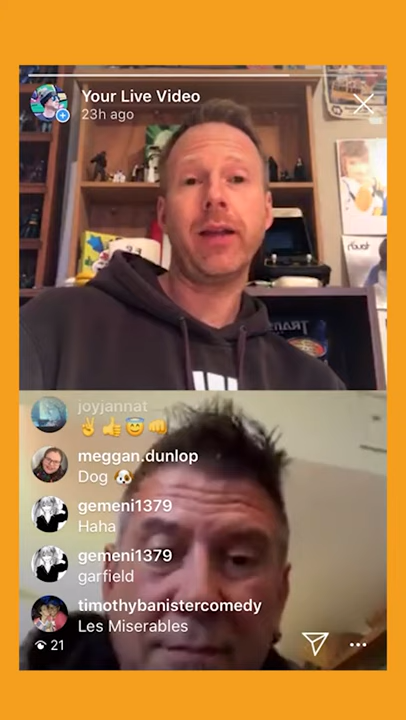 Your Live Video
23h ago
joyjannat
✌️👍😇👊
meggan.dunlop
Dog 🐶
gemeni1379
Haha
gemeni1379
garfield
timothybanistercomedy
Les Miserables
21